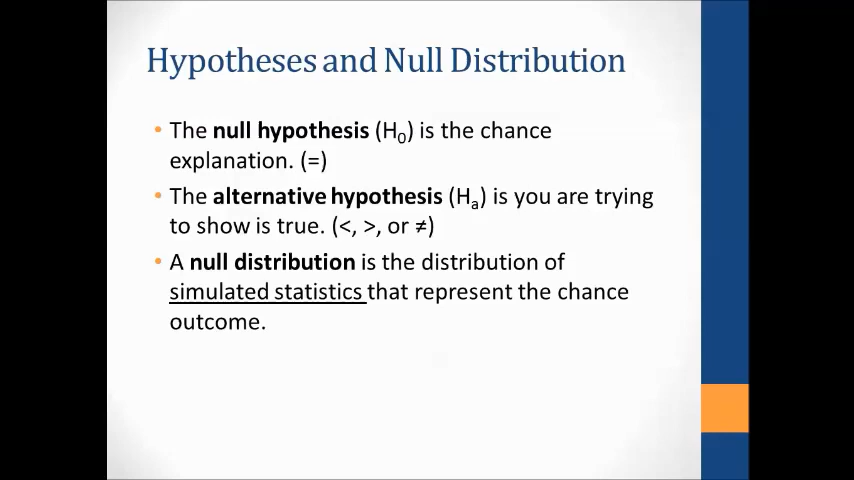 Hypotheses and Null Distribution
• The null hypothesis (H₀) is the chance
explanation. (=)
• The alternative hypothesis (Hₐ) is you are trying
to show is true. (<, >, or ≠)
• A null distribution is the distribution of
simulated statistics that represent the chance
outcome.